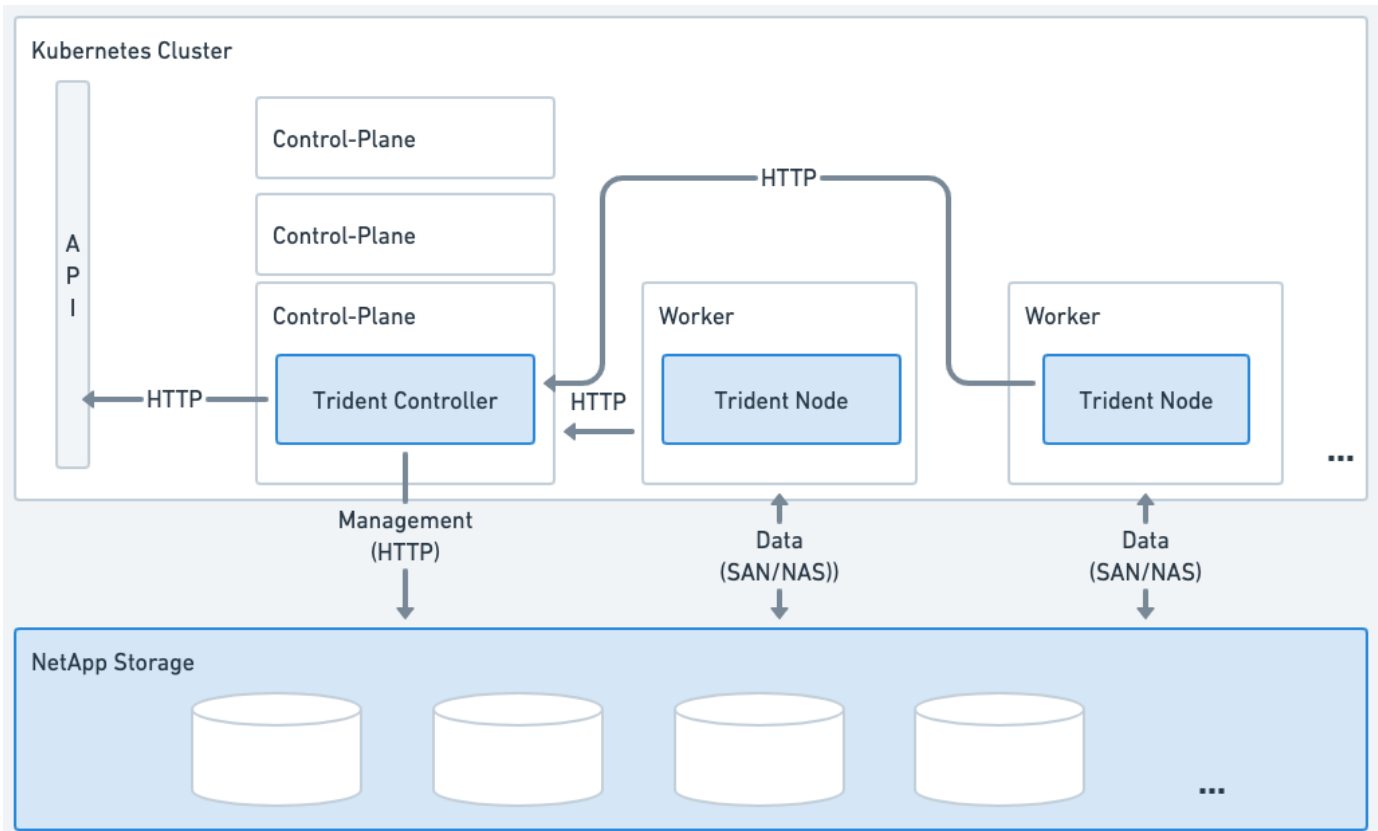 Kubernetes Cluster
A
P
I
Control-Plane
Control-Plane
Control-Plane
Trident Controller
HTTP
HTTP
HTTP
Worker
Trident Node
Worker
Trident Node
...
Management
(HTTP)
Data
(SAN/NAS))
Data
(SAN/NAS)
NetApp Storage
...